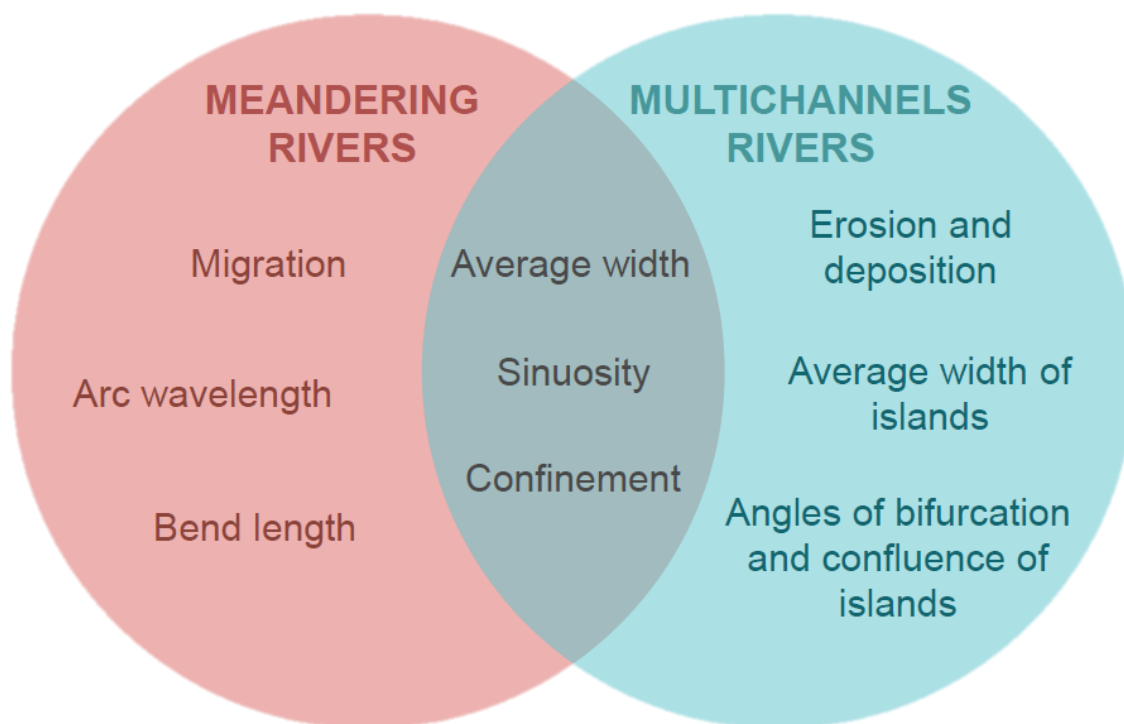 MEANDERING
RIVERS
Migration
Arc wavelength
Bend length
Average width
Sinuosity
Confinement
MULTICHANNELS
RIVERS
Erosion and
deposition
Average width of
islands
Angles of bifurcation
and confluence of
islands